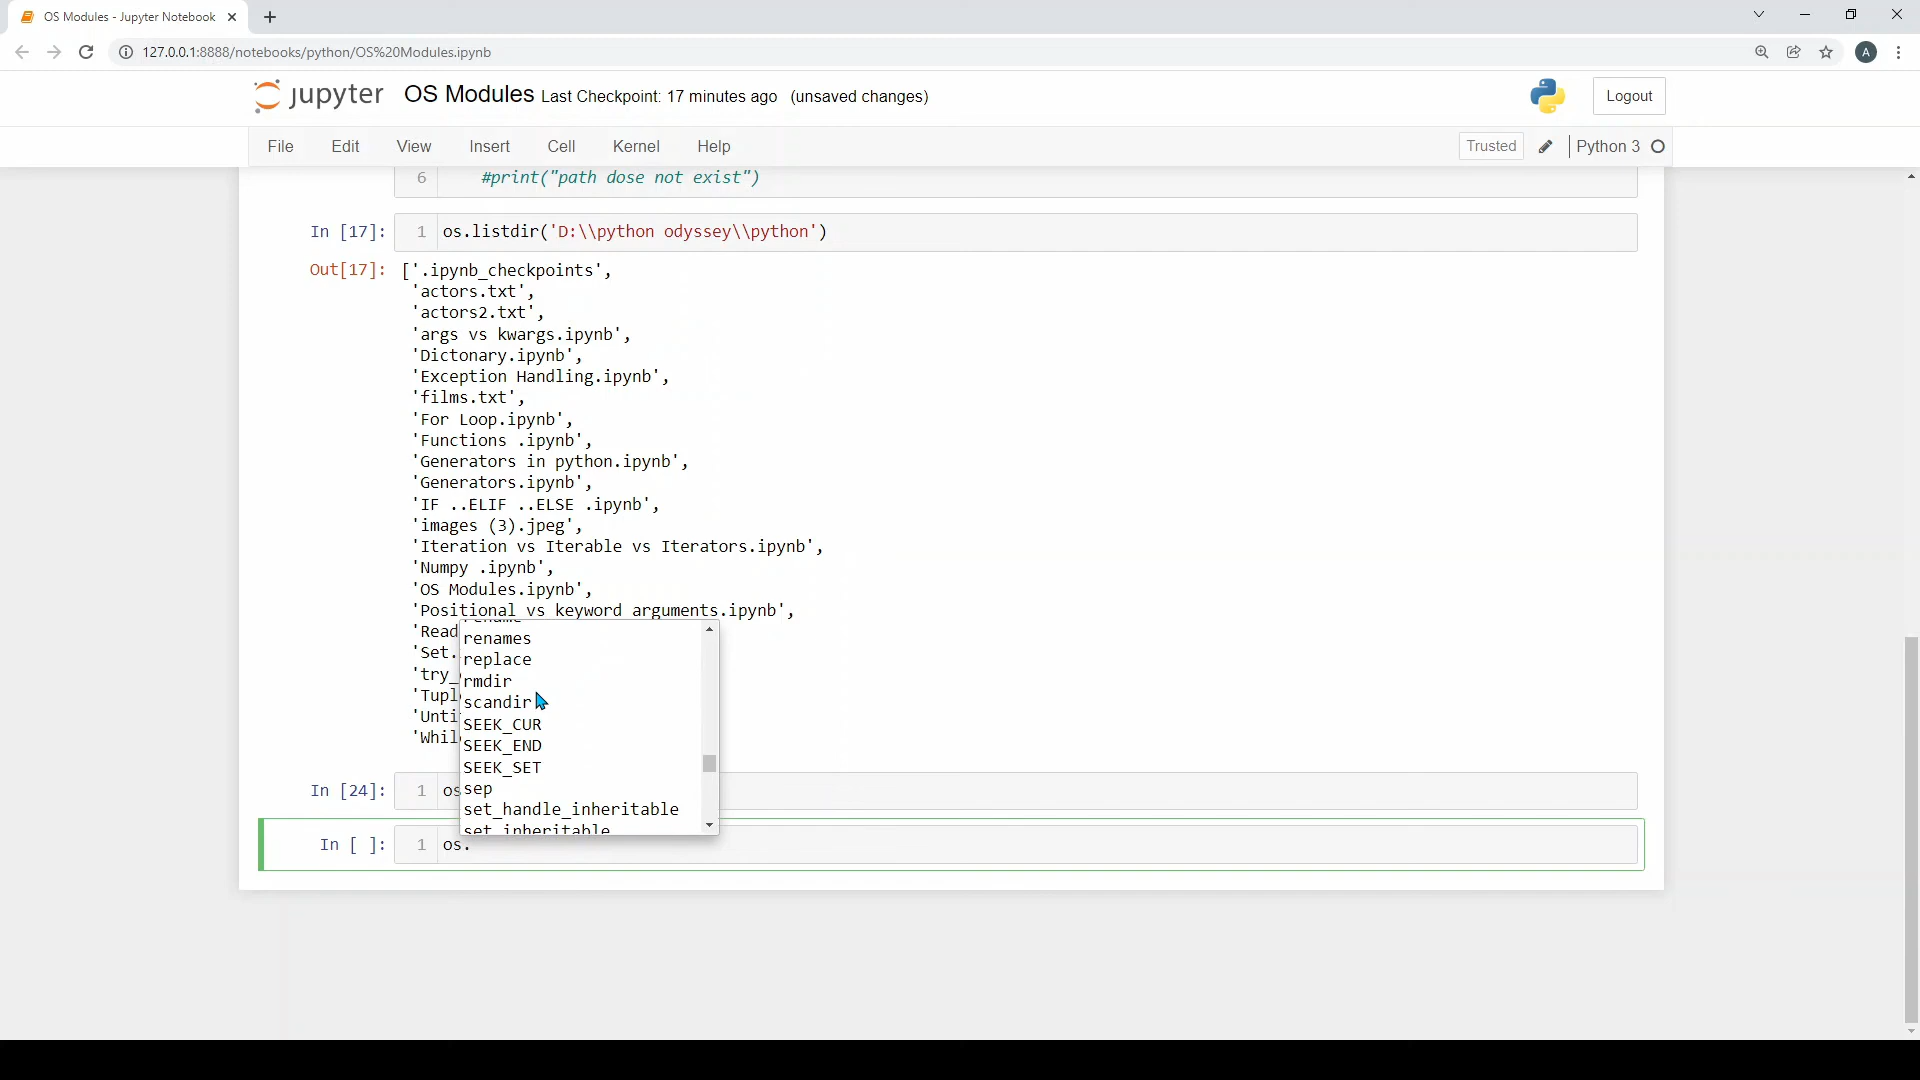 OS Modules - Jupyter Notebook
127.0.0.1:8888/notebooks/python/OS%20Modules.ipynb
A
jupyter OS Modules Last Checkpoint: 17 minutes ago (unsaved changes)
Logout
File Edit View Insert Cell Kernel Help
Trusted Python 3
6 #print("path dose not exist")
In [17]: 1 os.listdir('D:\\python odyssey\\python')
Out[17]: ['.ipynb_checkpoints',
'actors.txt',
'actors2.txt',
'args vs kwargs.ipynb',
'Dictonary.ipynb',
'Exception Handling.ipynb',
'films.txt',
'For Loop.ipynb',
'Functions .ipynb',
'Generators in python.ipynb',
'Generators.ipynb',
'IF ..ELIF ..ELSE .ipynb',
'images (3).jpeg',
'Iteration vs Iterable vs Iterators.ipynb',
'Numpy .ipynb',
'OS Modules.ipynb',
'Positional vs keyword arguments.ipynb',
'Read
'Set.
'try_
'Tupl
'Unti
'Whil
renames
replace
rmdir
scandir
SEEK_CUR
SEEK_END
SEEK_SET
sep
set_handle_inheritable
set_inheritable
In [24]: 1 os
In [ ]: 1 os.